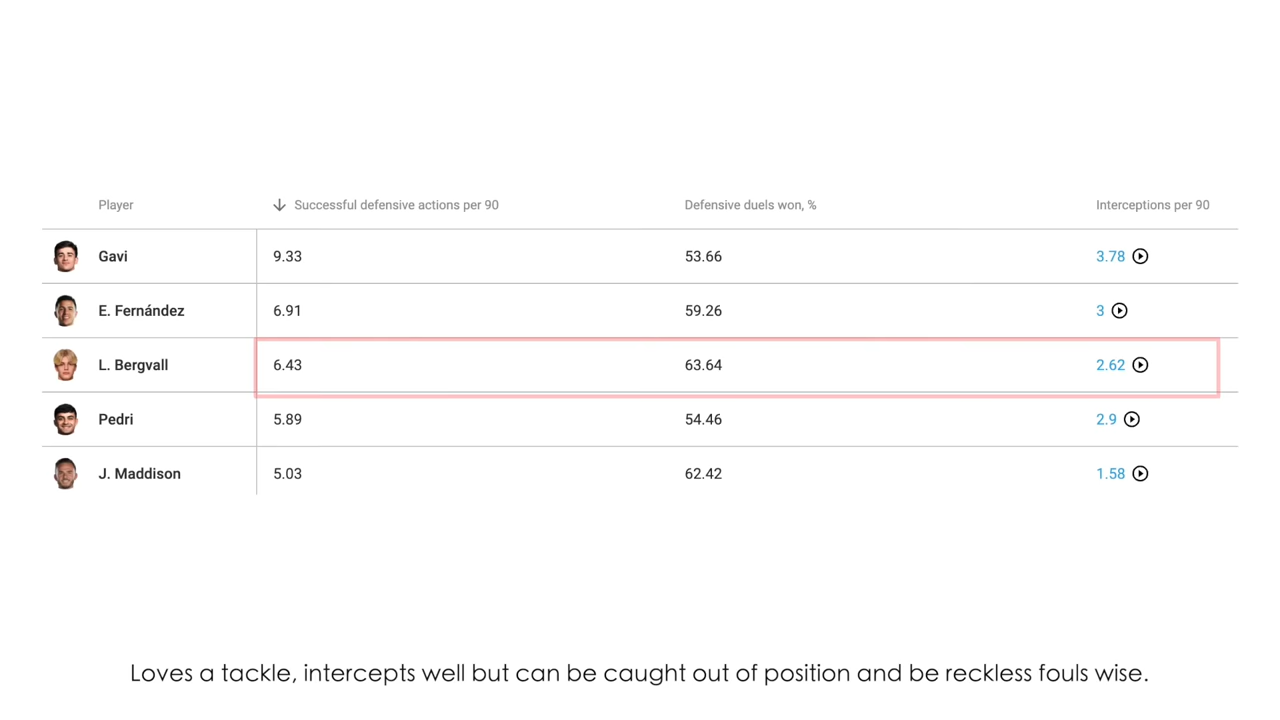 Player Successful defensive actions per 90 Defensive duels won, % Interceptions per 90
Gavi 9.33 53.66 3.78
E. Fernández 6.91 59.26 3
L. Bergvall 6.43 63.64 2.62
Pedri 5.89 54.46 2.9
J. Maddison 5.03 62.42 1.58
Loves a tackle, intercepts well but can be caught out of position and be reckless fouls wise.